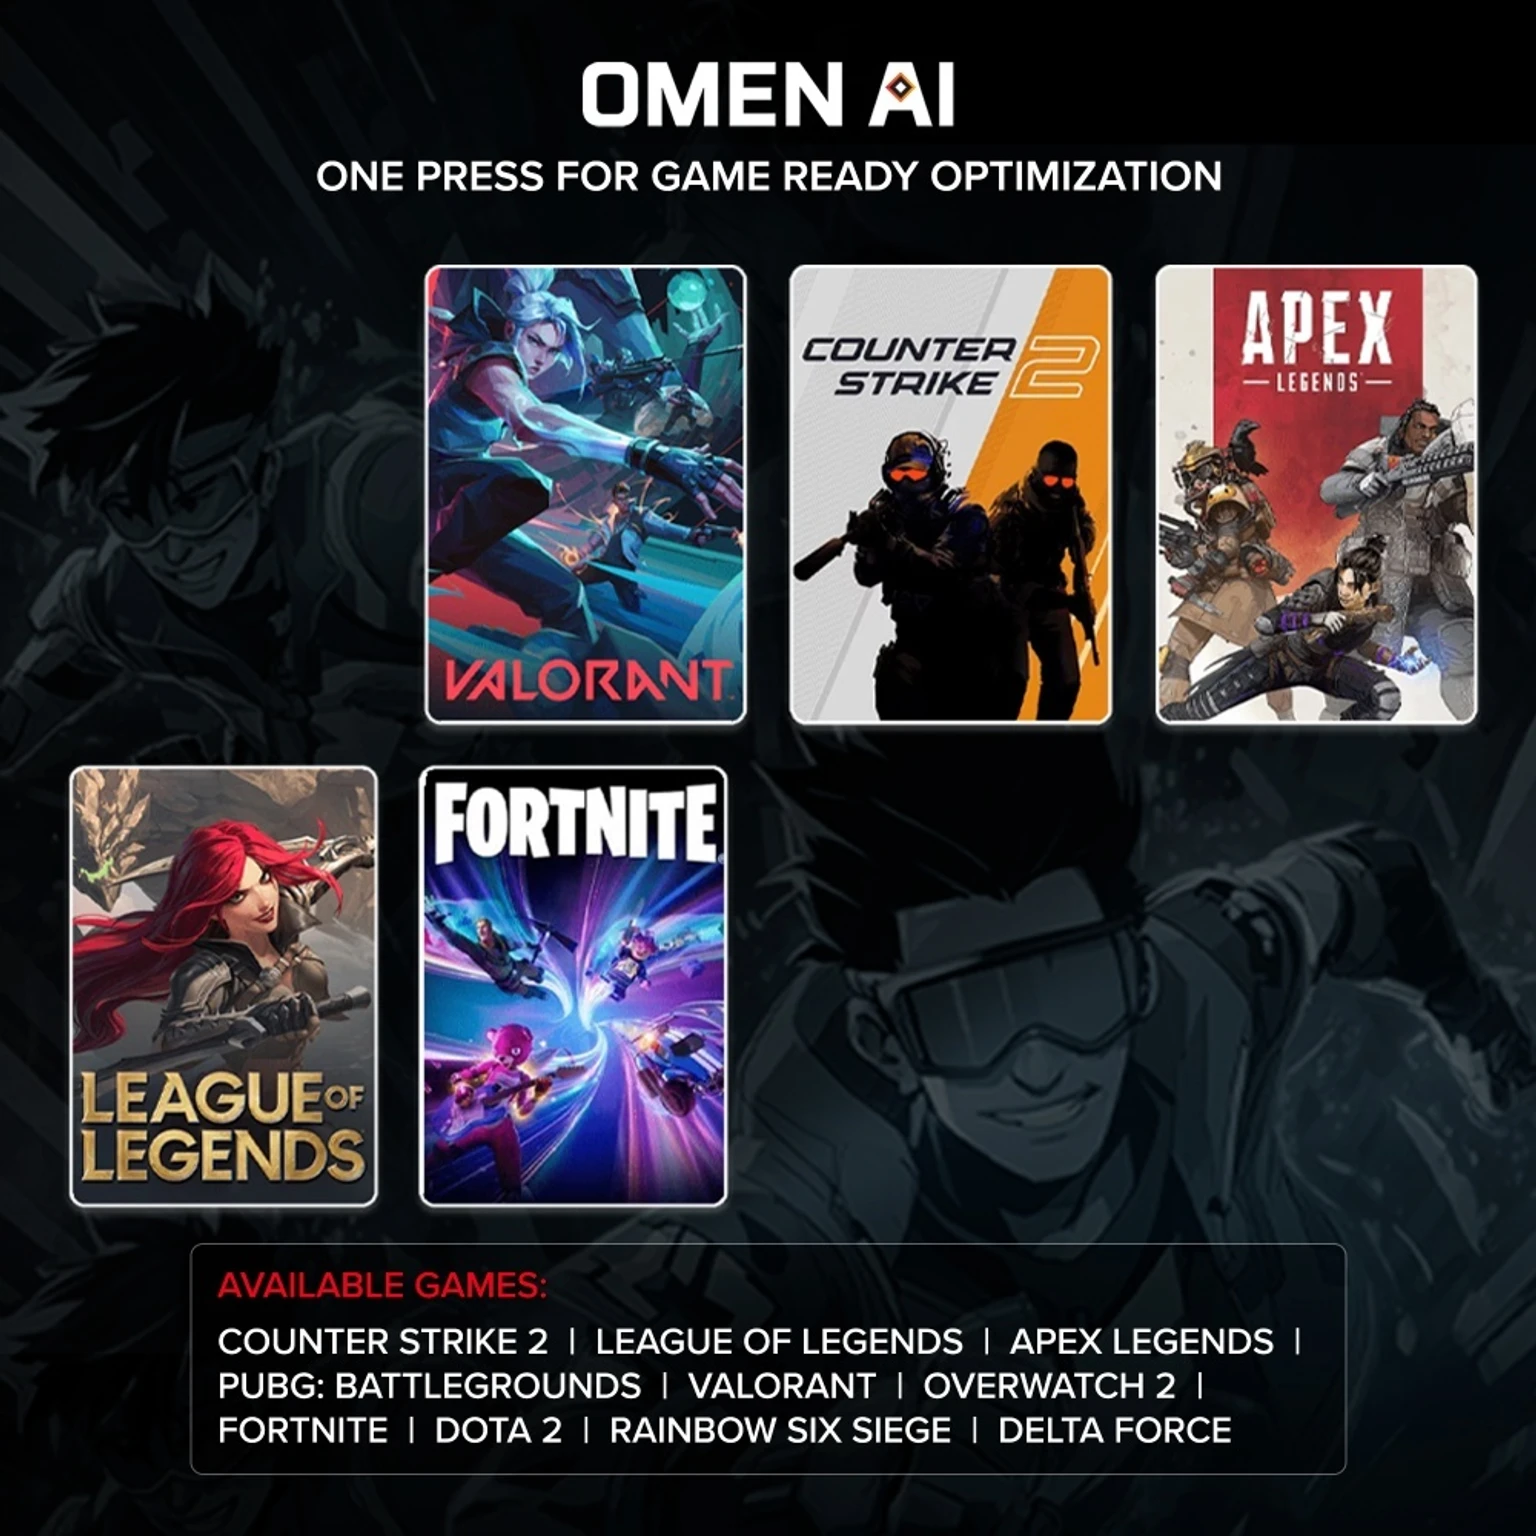 OMEN AI
ONE PRESS FOR GAME READY OPTIMIZATION
VALORANT
COUNTER
STRIKE 2
APEX
LEGENDS
LEAGUE OF
LEGENDS
FORTNITE
AVAILABLE GAMES:
COUNTER STRIKE 2 | LEAGUE OF LEGENDS | APEX LEGENDS |
PUBG: BATTLEGROUNDS | VALORANT | OVERWATCH 2 |
FORTNITE | DOTA 2 | RAINBOW SIX SIEGE | DELTA FORCE